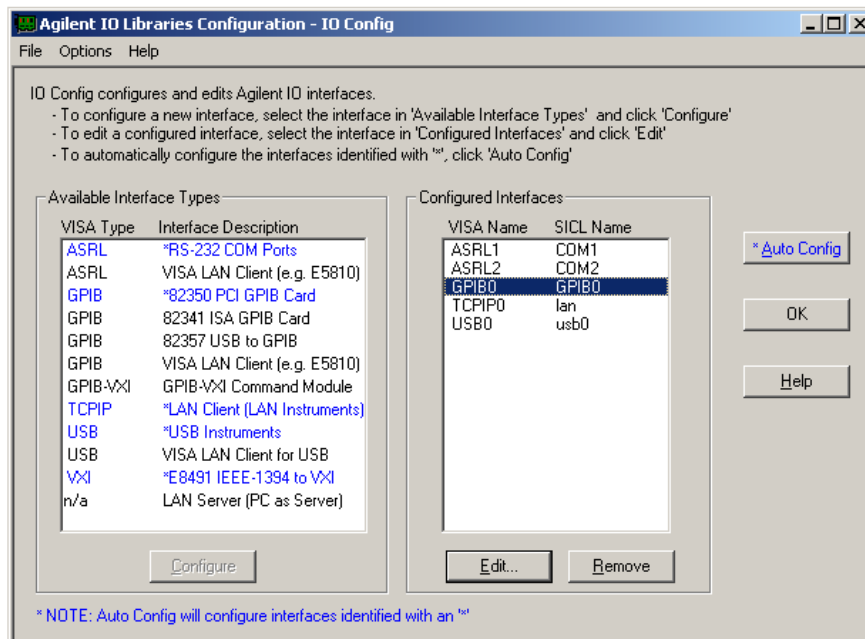 Agilent IO Libraries Configuration - IO Config
File Options Help
IO Config configures and edits Agilent IO interfaces.
- To configure a new interface, select the interface in 'Available Interface Types' and click 'Configure'
- To edit a configured interface, select the interface in 'Configured Interfaces' and click 'Edit'
- To automatically configure the interfaces identified with '*', click 'Auto Config'
Available Interface Types
VISA Type Interface Description
ASRL *RS-232 COM Ports
ASRL VISA LAN Client (e.g. E5810)
GPIB *82350 PCI GPIB Card
GPIB 82341 ISA GPIB Card
GPIB 82357 USB to GPIB
GPIB VISA LAN Client (e.g. E5810)
GPIB-VXI GPIB-VXI Command Module
TCPIP *LAN Client (LAN Instruments)
USB *USB Instruments
USB VISA LAN Client for USB
VXI *E8491 IEEE-1394 to VXI
n/a LAN Server (PC as Server)
Configure
Configured Interfaces
VISA Name SICL Name
ASRL1 COM1
ASRL2 COM2
GPIB0 GPIB0
TCPIP0 lan
USB0 usb0
Edit... Remove
* Auto Config
OK
Help
* NOTE: Auto Config will configure interfaces identified with an '*'